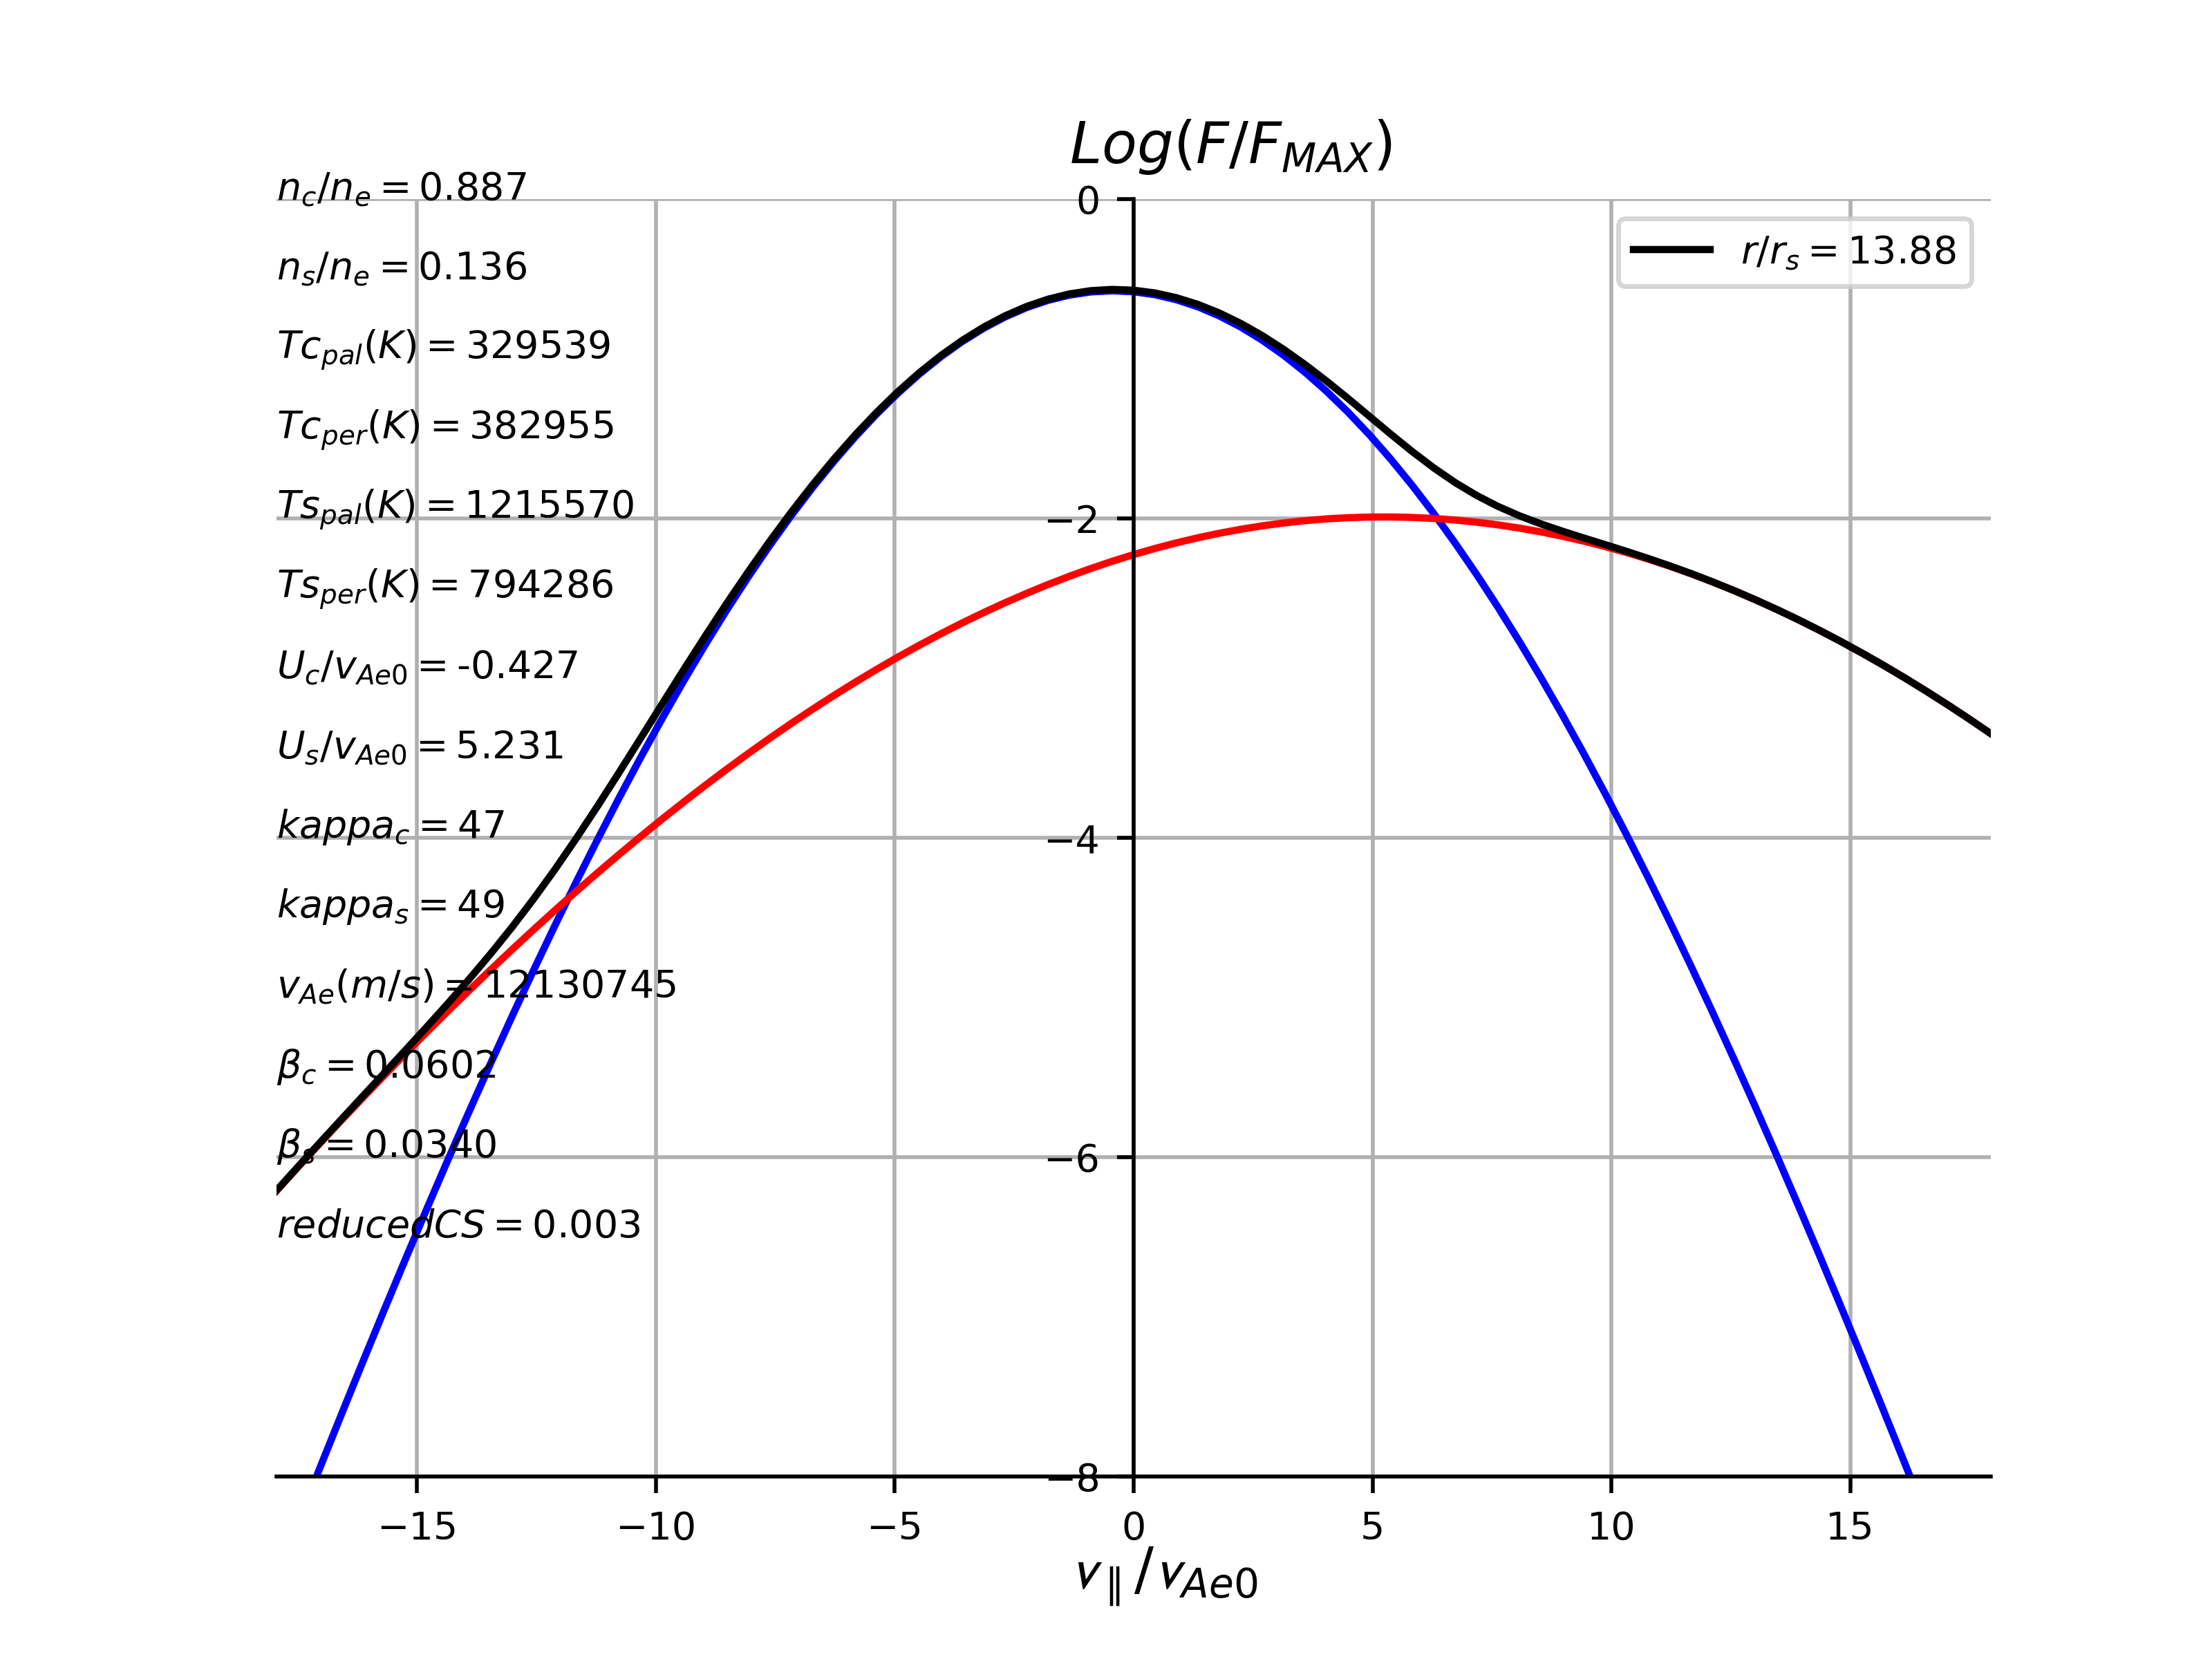 Log(F/F_MAX)
n_c/n_e = 0.887
n_s/n_e = 0.136
Tc_pal(K) = 329539
Tc_per(K) = 382955
Ts_pal(K) = 1215570
Ts_per(K) = 794286
U_c/v_Ae0 = -0.427
U_s/v_Ae0 = 5.231
kappa_c = 47
kappa_s = 49
v_Ae(m/s) = 12130745
β_c = 0.0602
β_s = 0.0340
reducedCS = 0.003
r/r_s = 13.88
0
−2
−4
−6
−8
−15 −10 −5 0 5 10 15
v_∥/v_Ae0